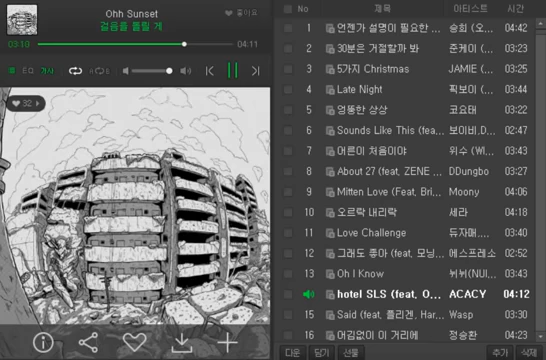 Ohh Sunset
걸음을 돌릴 게
좋아요
03:10
04:11
EQ 가사
A B
32
No 제목 아티스트 시간
1 언젠가 설명이 필요한 ... 승희 (오... 04:42
2 30분은 거절할까 봐 준케이 (... 03:23
3 5가지 Christmas JAMIE (... 03:25
4 Late Night 픽보이 (... 03:44
5 엉뚱한 상상 코요태 03:22
6 Sounds Like This (fea... 보이비,D... 02:47
7 어른이 처음이야 위수 (WI... 03:43
8 About 27 (feat, ZENE ... DDungbo 03:27
9 Mitten Love (Feat, Bri... Moony 04:06
10 오르락 내리락 세라 04:18
11 Love Challenge 듀자매,... 03:40
12 그래도 좋아 (feat, 모닝... 에스프레소 02:52
13 Oh I Know 뉘뉘(NUI... 03:43
hotel SLS (feat, O... ACACY 04:12
15 Said (feat, 플리겐, Har... Wasp 03:30
16 어김없이 이 거리에 정승환 04:23
다운 담기 선물 추가 삭제